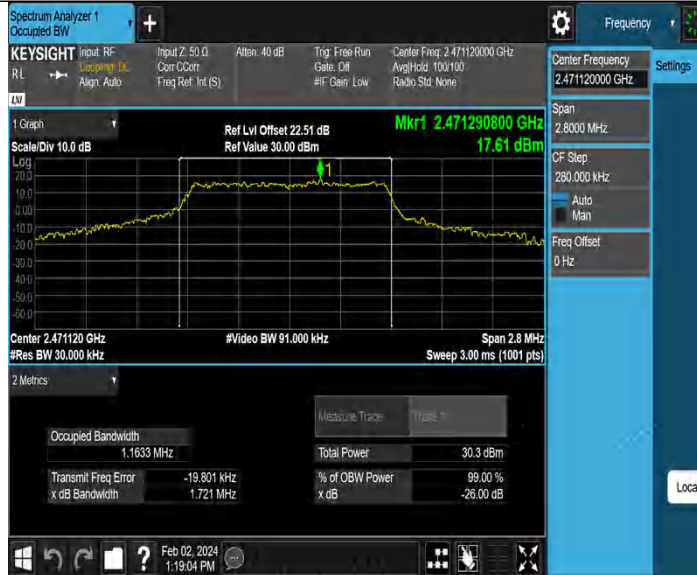 Spectrum Analyzer 1
Occupied BW
+
Frequency
KEYSIGHT
Input: RF
Coupling: DC
Align: Auto
RL
Input Z: 50 Ω
Corr CCorr
Freq Ref: Int (S)
Atten: 40 dB
Trig: Free Run
Gate: Off
#IF Gain: Low
Center Freq: 2.471120000 GHz
Avg|Hold: 100/100
Radio Std: None
Center Frequency
2.471120000 GHz
Settings
Span
2.8000 MHz
CF Step
280.000 kHz
Auto
Man
Freq Offset
0 Hz
1 Graph
Scale/Div 10.0 dB
Ref Lvl Offset 22.51 dB
Ref Value 30.00 dBm
Mkr1 2.471290800 GHz
17.61 dBm
Log
20.0
10.0
0.00
-10.0
-20.0
-30.0
-40.0
-50.0
-60.0
1
Center 2.471120 GHz
#Video BW 91.000 kHz
Span 2.8 MHz
#Res BW 30.000 kHz
Sweep 3.00 ms (1001 pts)
2 Metrics
Measure Trace
Trace 1
Occupied Bandwidth
1.1633 MHz
Total Power
30.3 dBm
Transmit Freq Error
-19.801 kHz
% of OBW Power
99.00 %
x dB Bandwidth
1.721 MHz
x dB
-26.00 dB
Loca
?
Feb 02, 2024
1:19:04 PM